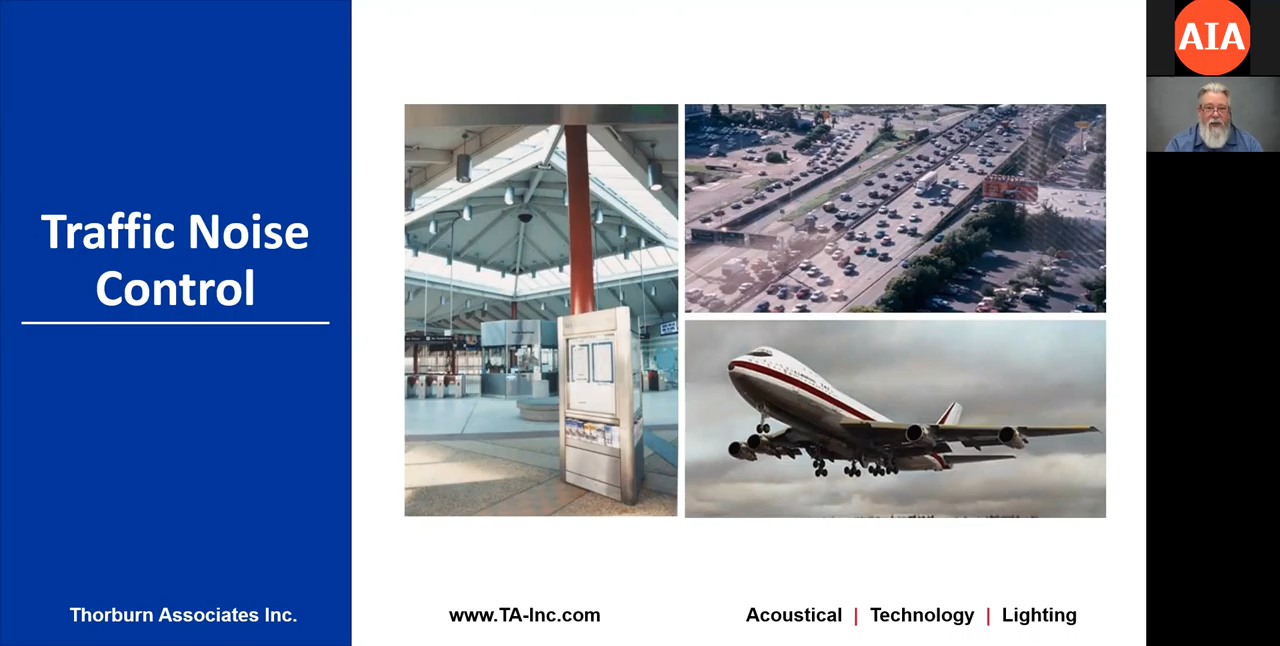 Traffic Noise
Control
Thorburn Associates Inc.
www.TA-Inc.com
Acoustical | Technology | Lighting
AIA